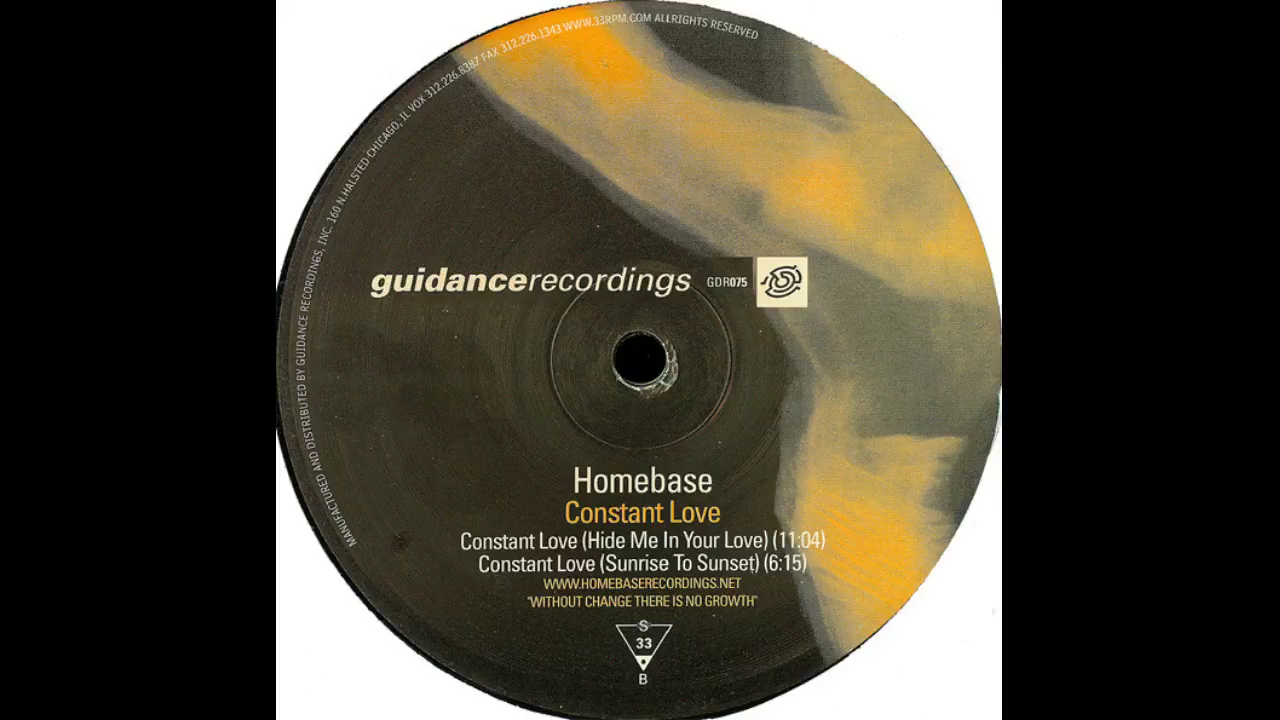 MANUFACTURED AND DISTRIBUTED BY GUIDANCE RECORDINGS, INC. 160 N.HALSTED CHICAGO, IL VOX 312.226.8387 FAX 312.226.1343 WWW.33RPM.COM ALLRIGHTS RESERVED
guidancerecordings GDR075
Homebase
Constant Love
Constant Love (Hide Me In Your Love) (11:04)
Constant Love (Sunrise To Sunset) (6:15)
WWW.HOMEBASERECORDINGS.NET
"WITHOUT CHANGE THERE IS NO GROWTH"
S
33
B